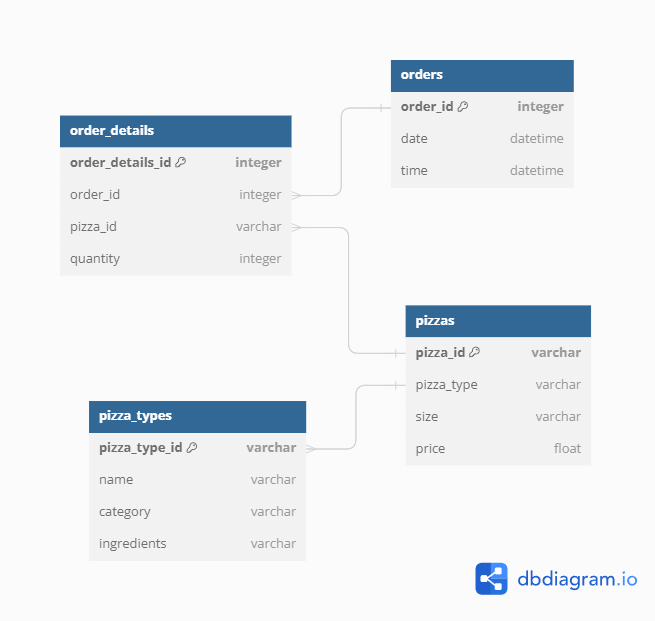 orders
order_id integer
date datetime
time datetime
order_details
order_details_id integer
order_id integer
pizza_id varchar
quantity integer
pizzas
pizza_id varchar
pizza_type varchar
size varchar
price float
pizza_types
pizza_type_id varchar
name varchar
category varchar
ingredients varchar
dbdiagram.io